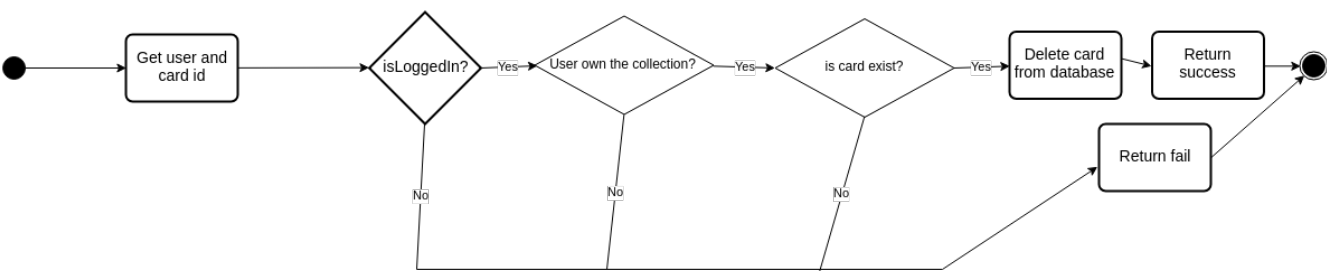 Get user and
card id
isLoggedIn?
Yes
User own the collection?
Yes
is card exist?
Yes
Delete card
from database
Return
success
Return fail
No
No
No